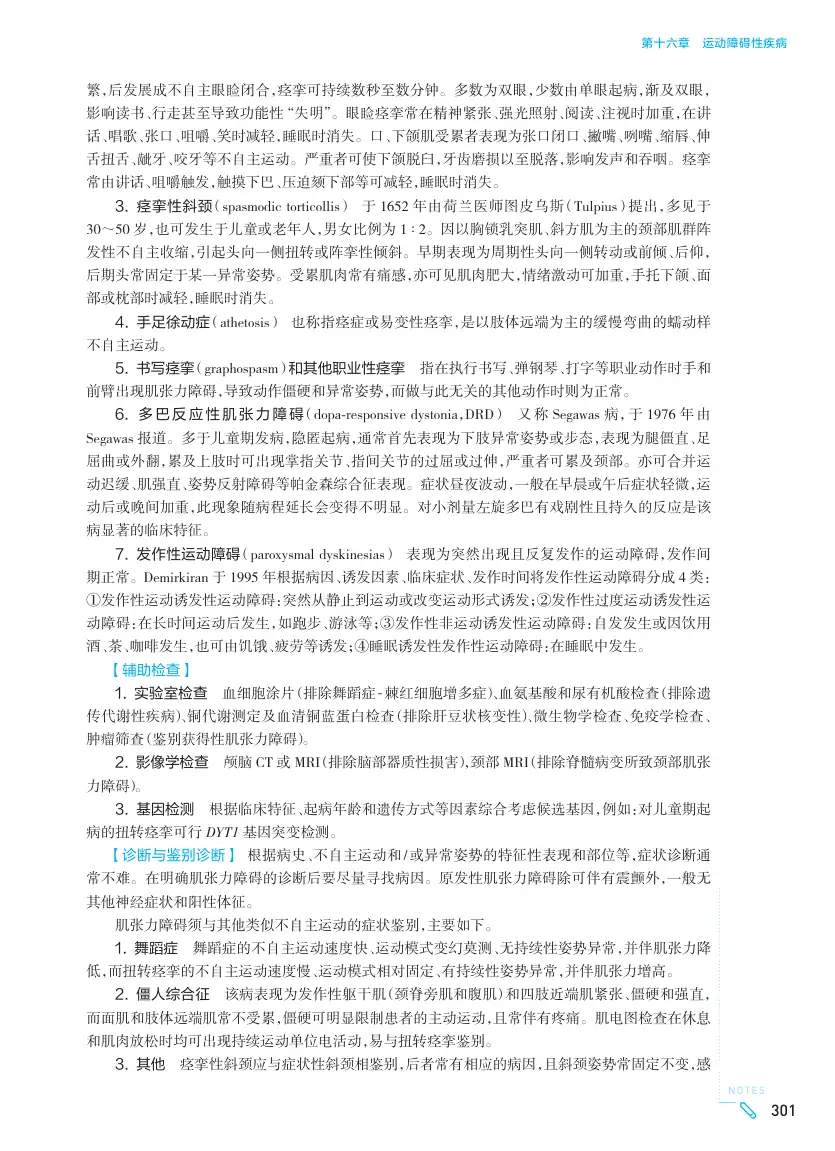 第十六章 运动障碍性疾病
繁,后发展成不自主眼睑闭合,痉挛可持续数秒至数分钟。多数为双眼,少数由单眼起病,渐及双眼,
影响读书、行走甚至导致功能性“失明”。眼睑痉挛常在精神紧张、强光照射、阅读、注视时加重,在讲
话、唱歌、张口、咀嚼、笑时减轻,睡眠时消失。口、下颌肌受累者表现为张口闭口、撇嘴、咧嘴、缩唇、伸
舌扭舌、龇牙、咬牙等不自主运动。严重者可使下颌脱臼,牙齿磨损以至脱落,影响发声和吞咽。痉挛
常由讲话、咀嚼触发,触摸下巴、压迫颏下部等可减轻,睡眠时消失。
3. 痉挛性斜颈(spasmodic torticollis) 于 1652 年由荷兰医师图皮乌斯(Tulpius)提出,多见于
30～50 岁,也可发生于儿童或老年人,男女比例为 1∶2。因以胸锁乳突肌、斜方肌为主的颈部肌群阵
发性不自主收缩,引起头向一侧扭转或阵挛性倾斜。早期表现为周期性头向一侧转动或前倾、后仰,
后期头常固定于某一异常姿势。受累肌肉常有痛感,亦可见肌肉肥大,情绪激动可加重,手托下颌、面
部或枕部时减轻,睡眠时消失。
4. 手足徐动症(athetosis) 也称指痉症或易变性痉挛,是以肢体远端为主的缓慢弯曲的蠕动样
不自主运动。
5. 书写痉挛(graphospasm)和其他职业性痉挛 指在执行书写、弹钢琴、打字等职业动作时手和
前臂出现肌张力障碍,导致动作僵硬和异常姿势,而做与此无关的其他动作时则为正常。
6. 多巴反应性肌张力障碍(dopa-responsive dystonia,DRD) 又称 Segawas 病,于 1976 年由
Segawas 报道。多于儿童期发病,隐匿起病,通常首先表现为下肢异常姿势或步态,表现为腿僵直、足
屈曲或外翻,累及上肢时可出现掌指关节、指间关节的过屈或过伸,严重者可累及颈部。亦可合并运
动迟缓、肌强直、姿势反射障碍等帕金森综合征表现。症状昼夜波动,一般在早晨或午后症状轻微,运
动后或晚间加重,此现象随病程延长会变得不明显。对小剂量左旋多巴有戏剧性且持久的反应是该
病显著的临床特征。
7. 发作性运动障碍(paroxysmal dyskinesias) 表现为突然出现且反复发作的运动障碍,发作间
期正常。Demirkiran 于 1995 年根据病因、诱发因素、临床症状、发作时间将发作性运动障碍分成 4 类:
①发作性运动诱发性运动障碍:突然从静止到运动或改变运动形式诱发;②发作性过度运动诱发性运
动障碍:在长时间运动后发生,如跑步、游泳等;③发作性非运动诱发性运动障碍:自发发生或因饮用
酒、茶、咖啡发生,也可由饥饿、疲劳等诱发;④睡眠诱发性发作性运动障碍:在睡眠中发生。
【辅助检查】
1. 实验室检查 血细胞涂片(排除舞蹈症-棘红细胞增多症)、血氨基酸和尿有机酸检查(排除遗
传代谢性疾病)、铜代谢测定及血清铜蓝蛋白检查(排除肝豆状核变性)、微生物学检查、免疫学检查、
肿瘤筛查(鉴别获得性肌张力障碍)。
2. 影像学检查 颅脑 CT 或 MRI(排除脑部器质性损害),颈部 MRI(排除脊髓病变所致颈部肌张
力障碍)。
3. 基因检测 根据临床特征、起病年龄和遗传方式等因素综合考虑候选基因,例如:对儿童期起
病的扭转痉挛可行 DYT1 基因突变检测。
【诊断与鉴别诊断】 根据病史、不自主运动和/或异常姿势的特征性表现和部位等,症状诊断通
常不难。在明确肌张力障碍的诊断后要尽量寻找病因。原发性肌张力障碍除可伴有震颤外,一般无
其他神经症状和阳性体征。
肌张力障碍须与其他类似不自主运动的症状鉴别,主要如下。
1. 舞蹈症 舞蹈症的不自主运动速度快、运动模式变幻莫测、无持续性姿势异常,并伴肌张力降
低,而扭转痉挛的不自主运动速度慢、运动模式相对固定、有持续性姿势异常,并伴肌张力增高。
2. 僵人综合征 该病表现为发作性躯干肌(颈脊旁肌和腹肌)和四肢近端肌紧张、僵硬和强直,
而面肌和肢体远端肌常不受累,僵硬可明显限制患者的主动运动,且常伴有疼痛。肌电图检查在休息
和肌肉放松时均可出现持续运动单位电活动,易与扭转痉挛鉴别。
3. 其他 痉挛性斜颈应与症状性斜颈相鉴别,后者常有相应的病因,且斜颈姿势常固定不变,感
NOTES
301